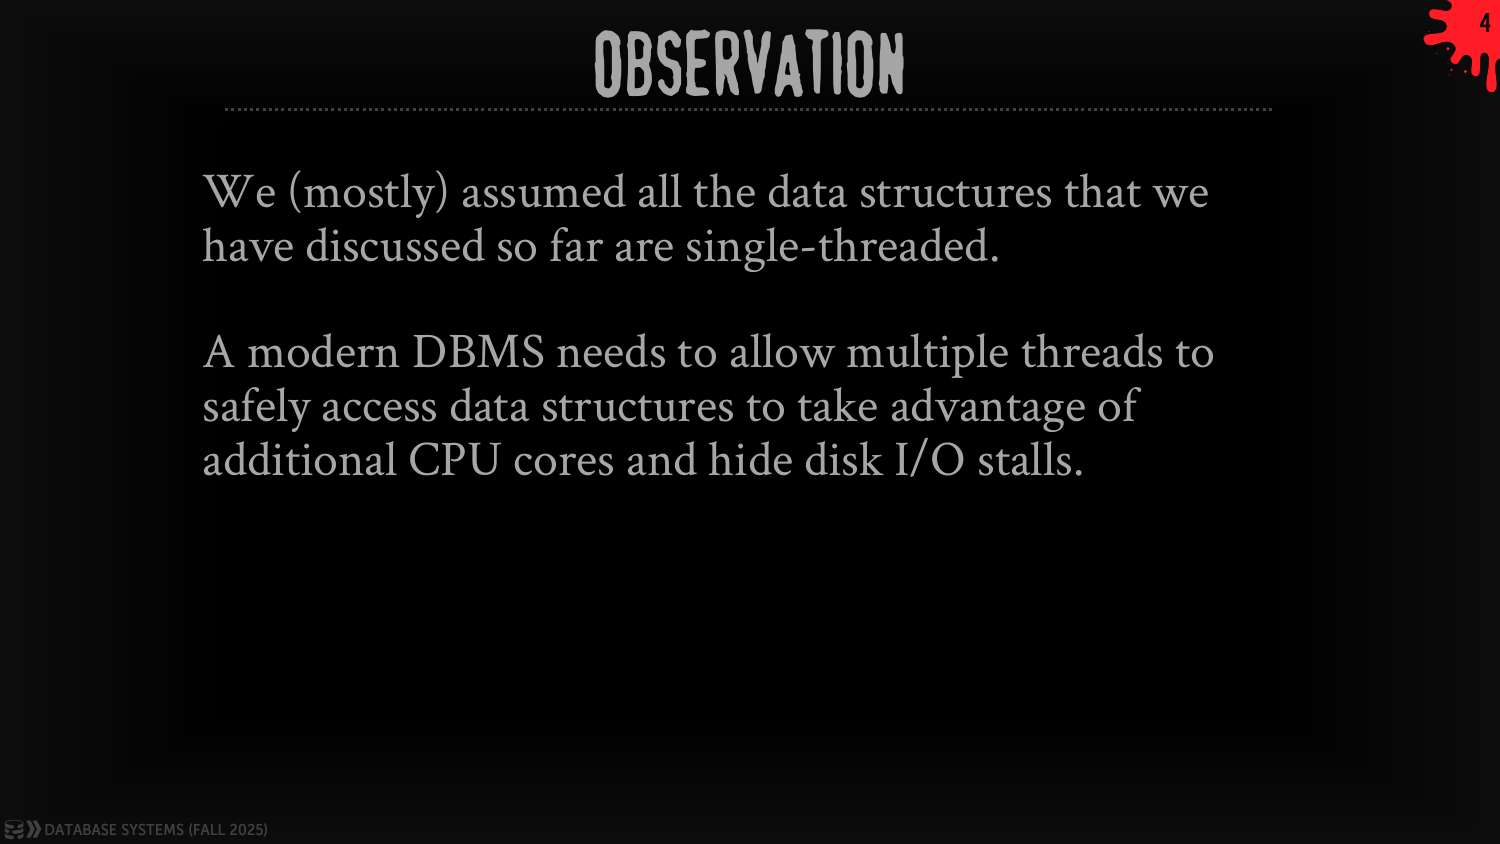 OBSERVATION
4
We (mostly) assumed all the data structures that we
have discussed so far are single-threaded.
A modern DBMS needs to allow multiple threads to
safely access data structures to take advantage of
additional CPU cores and hide disk I/O stalls.
DATABASE SYSTEMS (FALL 2025)